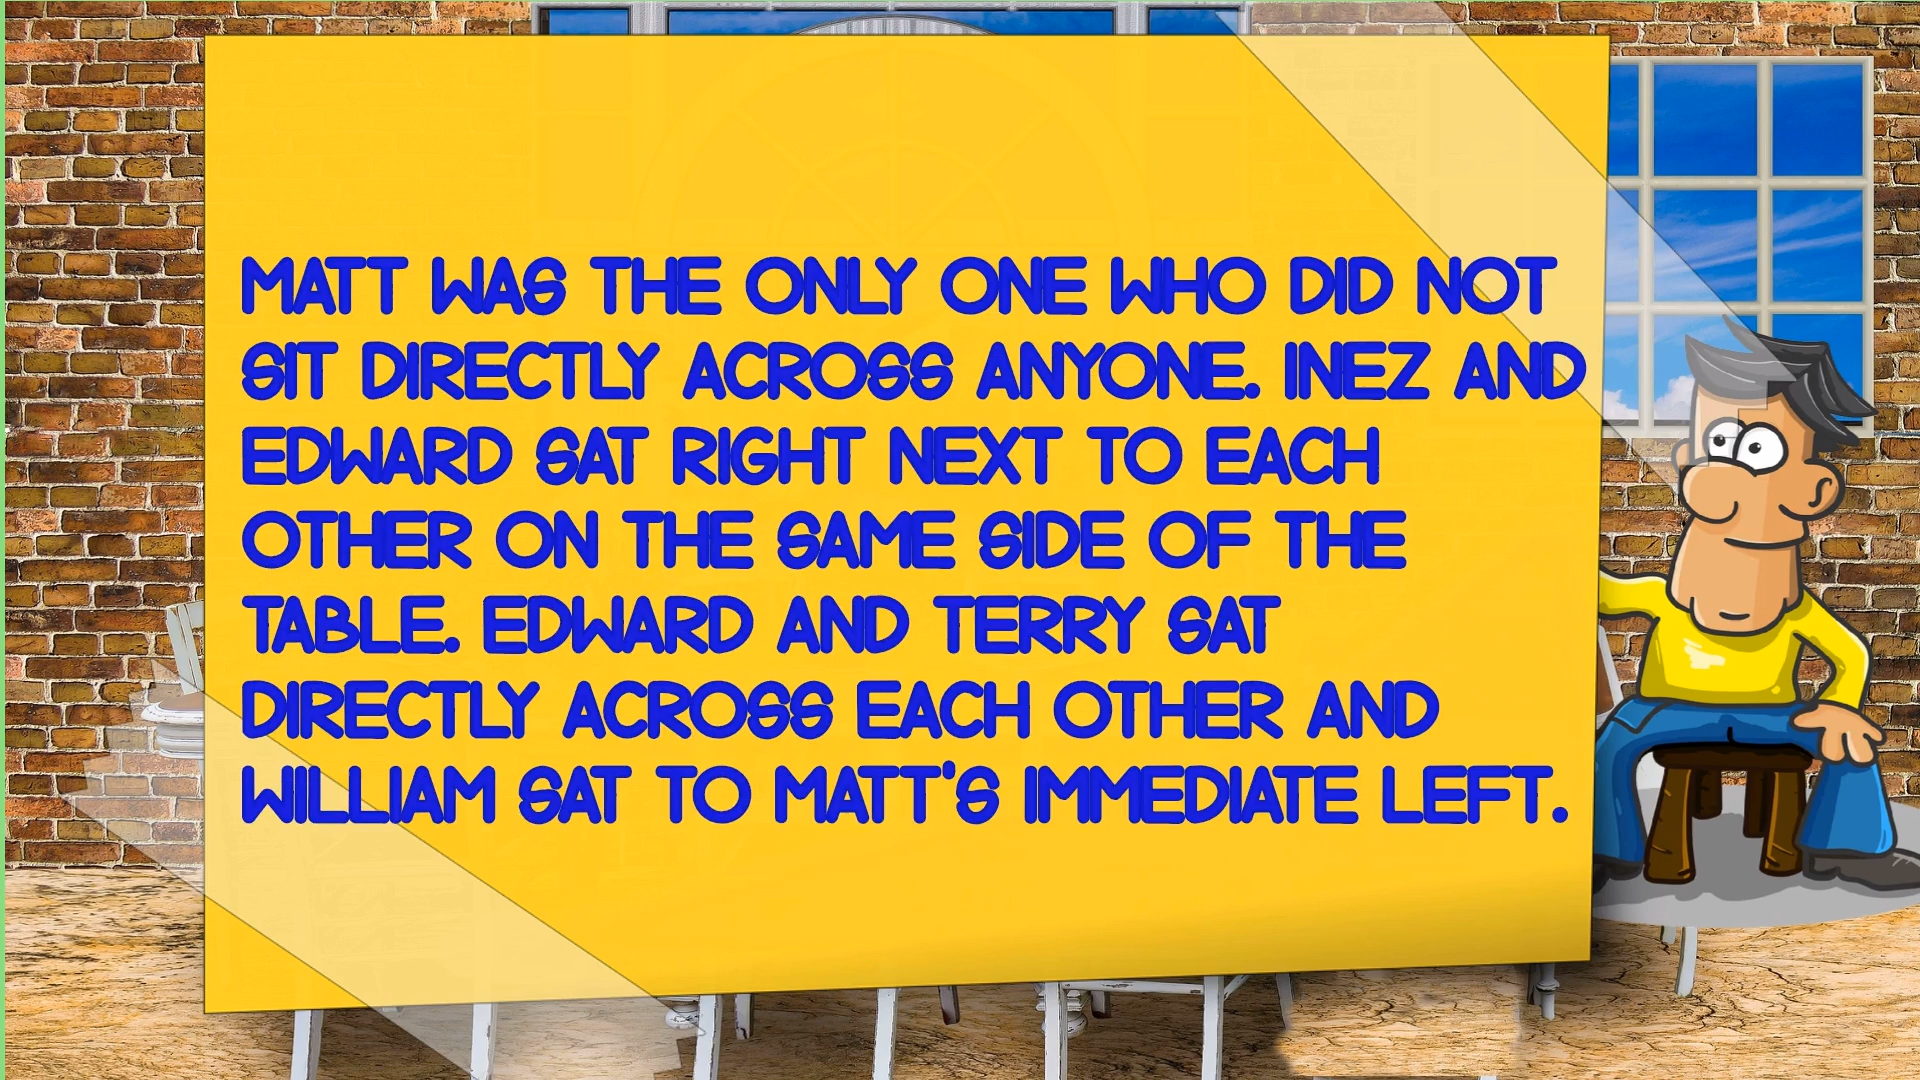 MATT WAS THE ONLY ONE WHO DID NOT
SIT DIRECTLY ACROSS ANYONE. INEZ AND
EDWARD SAT RIGHT NEXT TO EACH
OTHER ON THE SAME SIDE OF THE
TABLE. EDWARD AND TERRY SAT
DIRECTLY ACROSS EACH OTHER AND
WILLIAM SAT TO MATT'S IMMEDIATE LEFT.